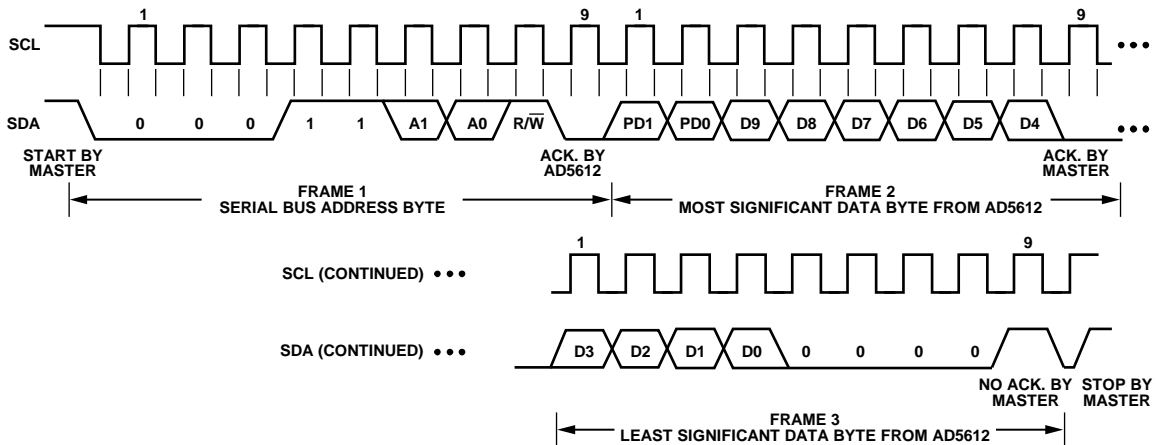 1 9 1 9
SCL
SDA 0 0 0 1 1 A1 A0 R/W̅ PD1 PD0 D9 D8 D7 D6 D5 D4
START BY
MASTER
ACK. BY
AD5612
ACK. BY
MASTER
FRAME 1
SERIAL BUS ADDRESS BYTE
FRAME 2
MOST SIGNIFICANT DATA BYTE FROM AD5612
1 9
SCL (CONTINUED)
SDA (CONTINUED) D3 D2 D1 D0 0 0 0 0
NO ACK. BY
MASTER
STOP BY
MASTER
FRAME 3
LEAST SIGNIFICANT DATA BYTE FROM AD5612